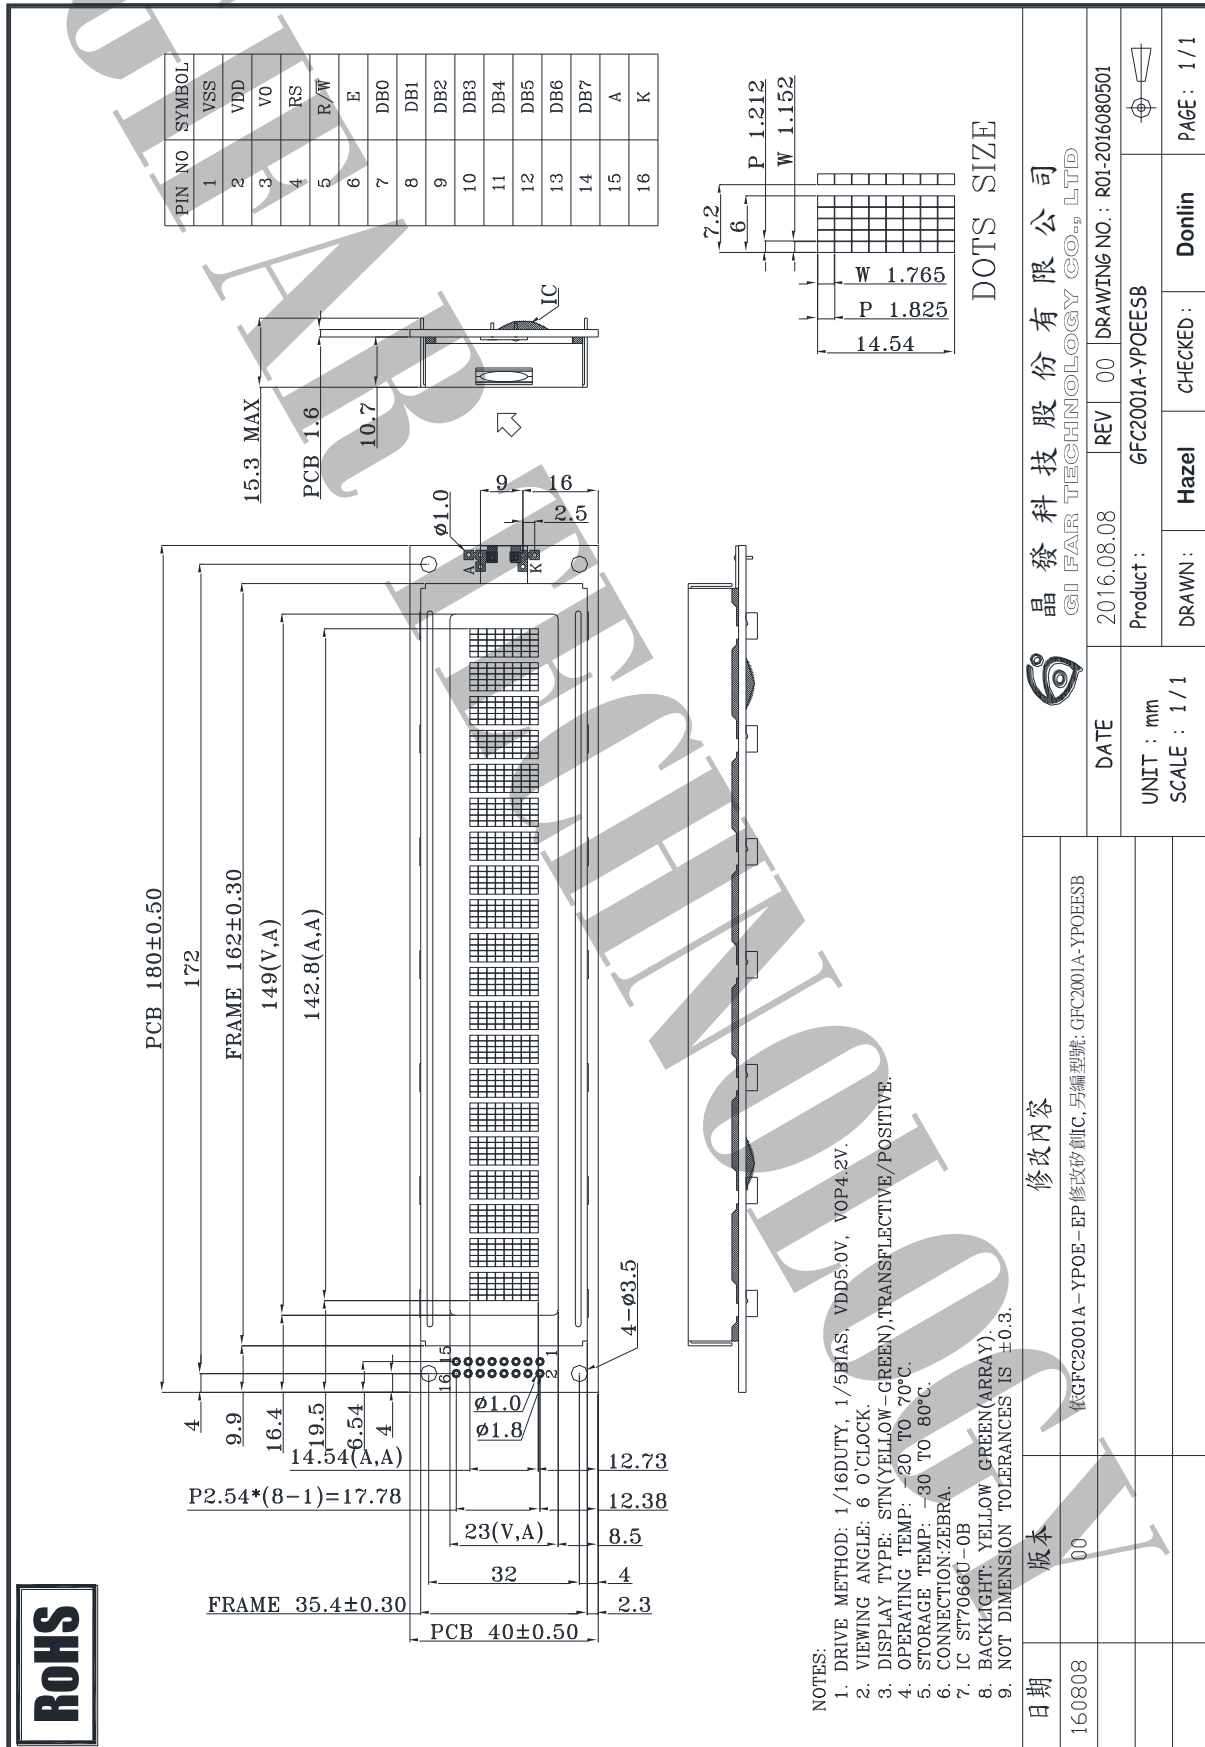 RoHS
PCB 180±0.50
172
FRAME 162±0.30
149(V,A)
142.8(A,A)
4
9.9
16.4
19.5
6.54
4
14.54(A,A)
P2.54*(8-1)=17.78
23(V,A)
32
FRAME 35.4±0.30
PCB 40±0.50
12.73
12.38
8.5
4
2.3
ø1.0
ø1.8
4-ø3.5
15
16
1
2
A
K
ø1.0
9
16
2.5
15.3 MAX
PCB 1.6
10.7
IC
PIN NO SYMBOL
1 VSS
2 VDD
3 V0
4 RS
5 R/W
6 E
7 DB0
8 DB1
9 DB2
10 DB3
11 DB4
12 DB5
13 DB6
14 DB7
15 A
16 K
7.2
6
P 1.212
W 1.152
W 1.765
P 1.825
14.54
DOTS SIZE
NOTES:
1. DRIVE METHOD: 1/16DUTY, 1/5BIAS, VDD5.0V, VOP4.2V.
2. VIEWING ANGLE: 6 O'CLOCK.
3. DISPLAY TYPE: STN(YELLOW-GREEN),TRANSFLECTIVE/POSITIVE.
4. OPERATING TEMP: -20 TO 70°C.
5. STORAGE TEMP: -30 TO 80°C.
6. CONNECTION:ZEBRA.
7. IC ST7066U-0B
8. BACKLIGHT: YELLOW GREEN(ARRAY).
9. NOT DIMENSION TOLERANCES IS ±0.3.
日期 版本 修改內容
160808 00 依GFC2001A-YPOE-EP修改矽創IC,另編型號:GFC2001A-YPOEESB
晶發科技股份有限公司
GI FAR TECHNOLOGY CO., LTD
DATE 2016.08.08 REV 00 DRAWING NO.: R01-2016080501
UNIT : mm
SCALE : 1/1
Product : GFC2001A-YPOEESB
DRAWN : Hazel CHECKED : Donlin PAGE : 1/1
GIFAR TECHNOLOGY